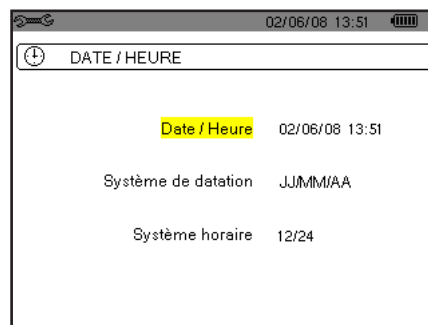 02/06/08 13:51
DATE / HEURE
Date / Heure 02/06/08 13:51
Système de datation JJ/MM/AA
Système horaire 12/24